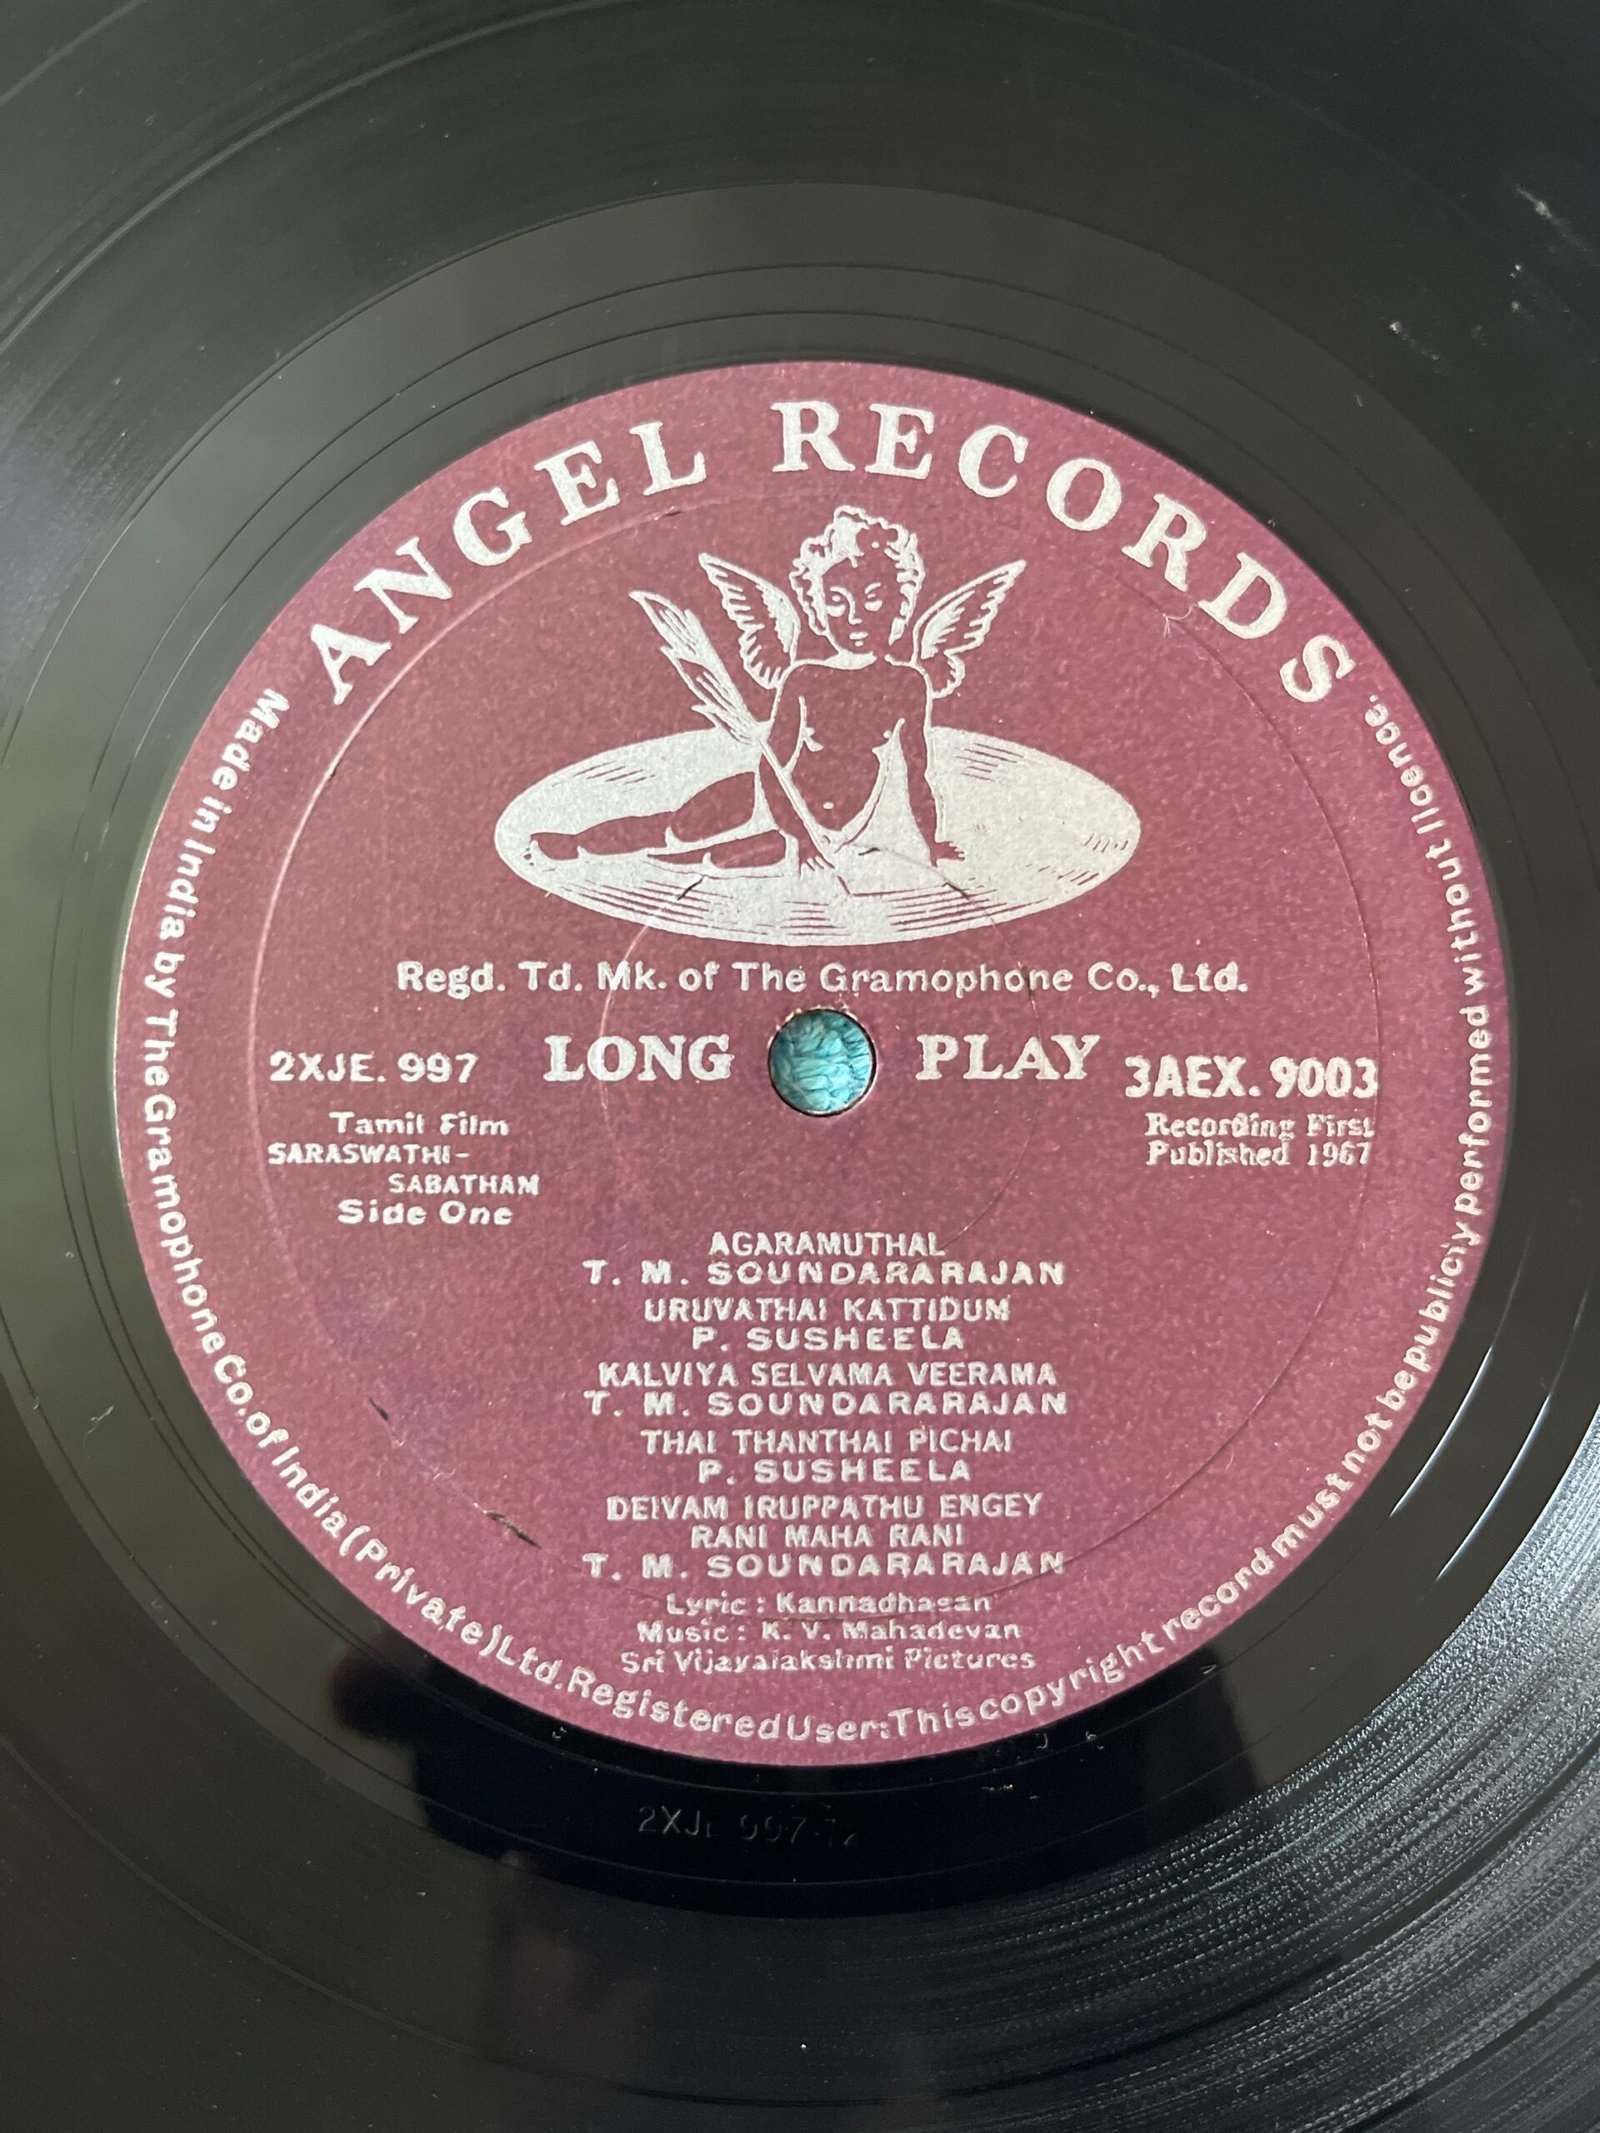 ANGEL RECORDS
Regd. Td. Mk. of The Gramophone Co., Ltd.
LONG PLAY
2XJE. 997
3AEX. 9003
Tamil Film
SARASWATHI-
SABATHAM
Side One
Recording First
Published 1967
AGARAMUTHAL
T. M. SOUNDARARAJAN
URUVATHAI KATTIDUM
P. SUSHEELA
KALVIYA SELVAMA VEERAMA
T. M. SOUNDARARAJAN
THAI THANTHAI PICHAI
P. SUSHEELA
DEIVAM IRUPPATHU ENGEY
RANI MAHA RANI
T. M. SOUNDARARAJAN
Lyric : Kannadhasan
Music : K. V. Mahadevan
Sri Vijayalakshmi Pictures
Made in India by The Gramophone Co. of India (Private) Ltd. Registered User: This copyright record must not be publicly performed without licence.